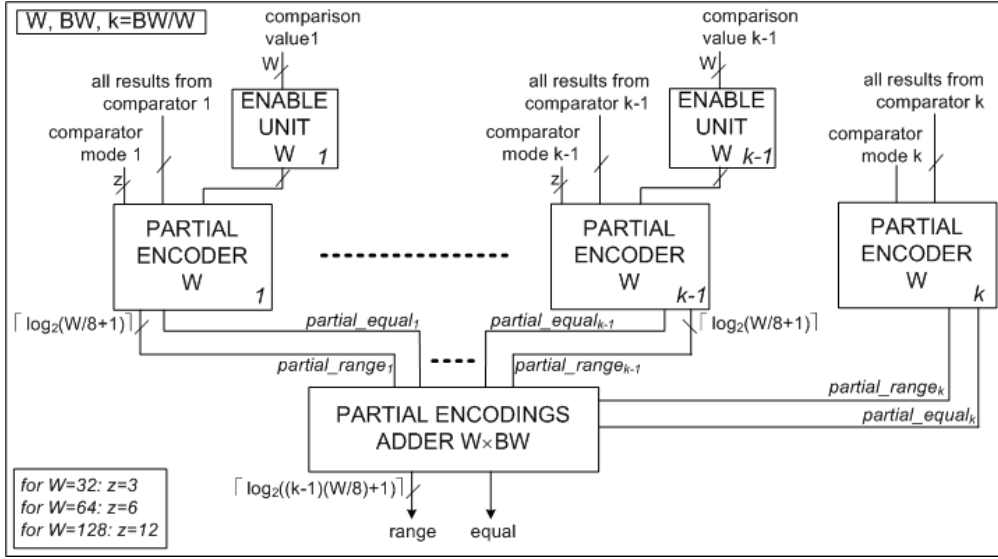 W, BW, k=BW/W
comparison
value1
W
all results from
comparator 1
ENABLE
UNIT
W 1
comparator
mode 1
z
PARTIAL
ENCODER
W
1
comparison
value k-1
W
all results from
comparator k-1
ENABLE
UNIT
W k-1
comparator
mode k-1
z
PARTIAL
ENCODER
W
k-1
all results from
comparator k
comparator
mode k
PARTIAL
ENCODER
W
k
⌈log₂(W/8+1)⌉
partial_equal₁
partial_range₁
partial_equalₖ₋₁
⌈log₂(W/8+1)⌉
partial_rangeₖ₋₁
partial_rangeₖ
partial_equalₖ
PARTIAL ENCODINGS
ADDER W×BW
⌈log₂((k-1)(W/8)+1)⌉
range equal
for W=32: z=3
for W=64: z=6
for W=128: z=12